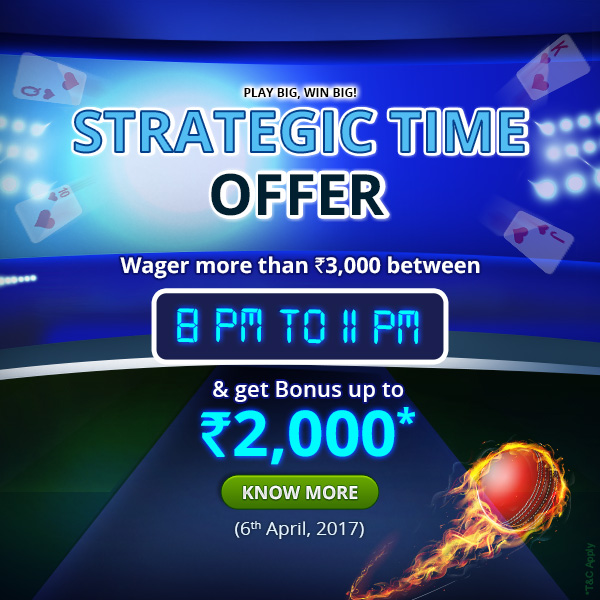 PLAY BIG, WIN BIG!
STRATEGIC TIME
OFFER
Wager more than ₹3,000 between
8 PM TO 11 PM
& get Bonus up to
₹2,000*
KNOW MORE
(6th April, 2017)
*T&C Apply
Q
K
10
J